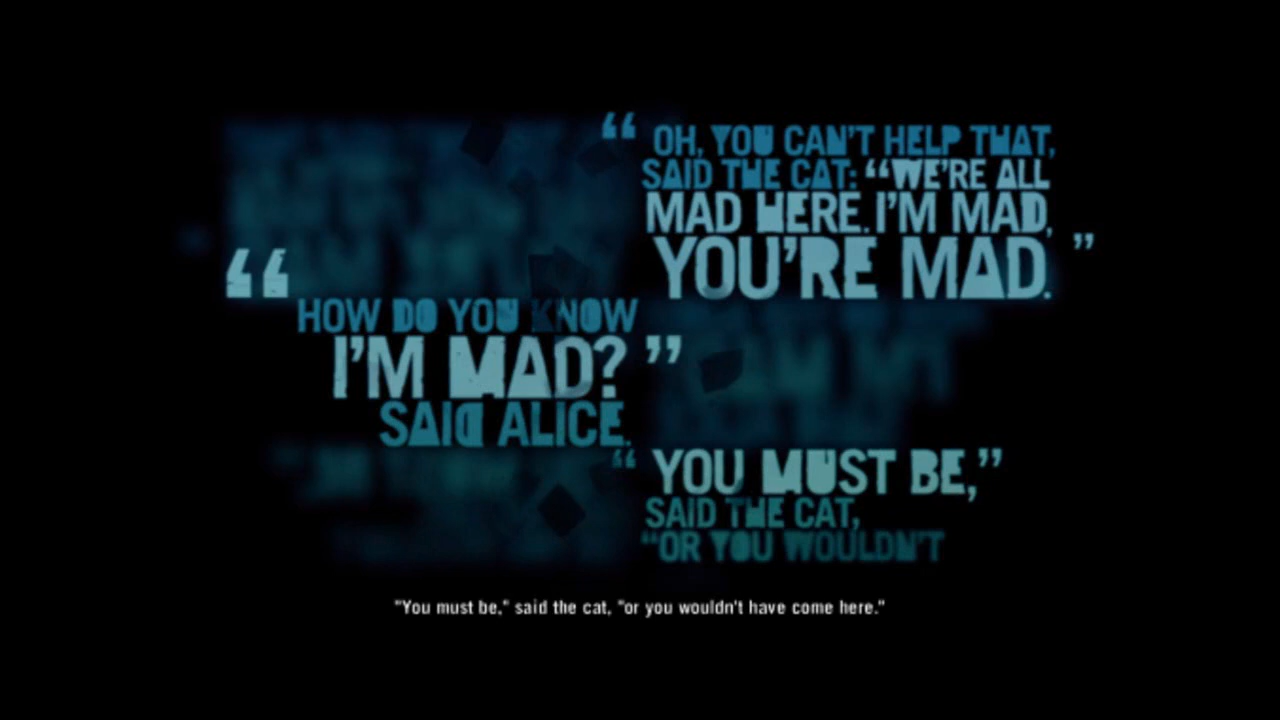 “ OH, YOU CAN’T HELP THAT,
SAID THE CAT: “WE’RE ALL
MAD HERE. I’M MAD,
YOU’RE MAD. ”
“ HOW DO YOU KNOW
I’M MAD? ”
SAID ALICE.
“ YOU MUST BE,”
SAID THE CAT,
“OR YOU WOULDN’T
"You must be," said the cat, "or you wouldn't have come here."